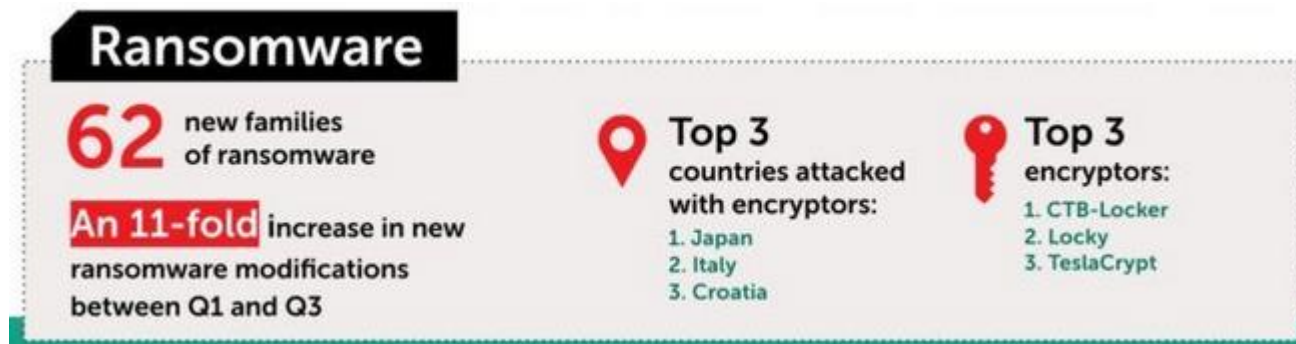 Ransomware
62 new families
of ransomware
An 11-fold increase in new
ransomware modifications
between Q1 and Q3
Top 3
countries attacked
with encryptors:
1. Japan
2. Italy
3. Croatia
Top 3
encryptors:
1. CTB-Locker
2. Locky
3. TeslaCrypt